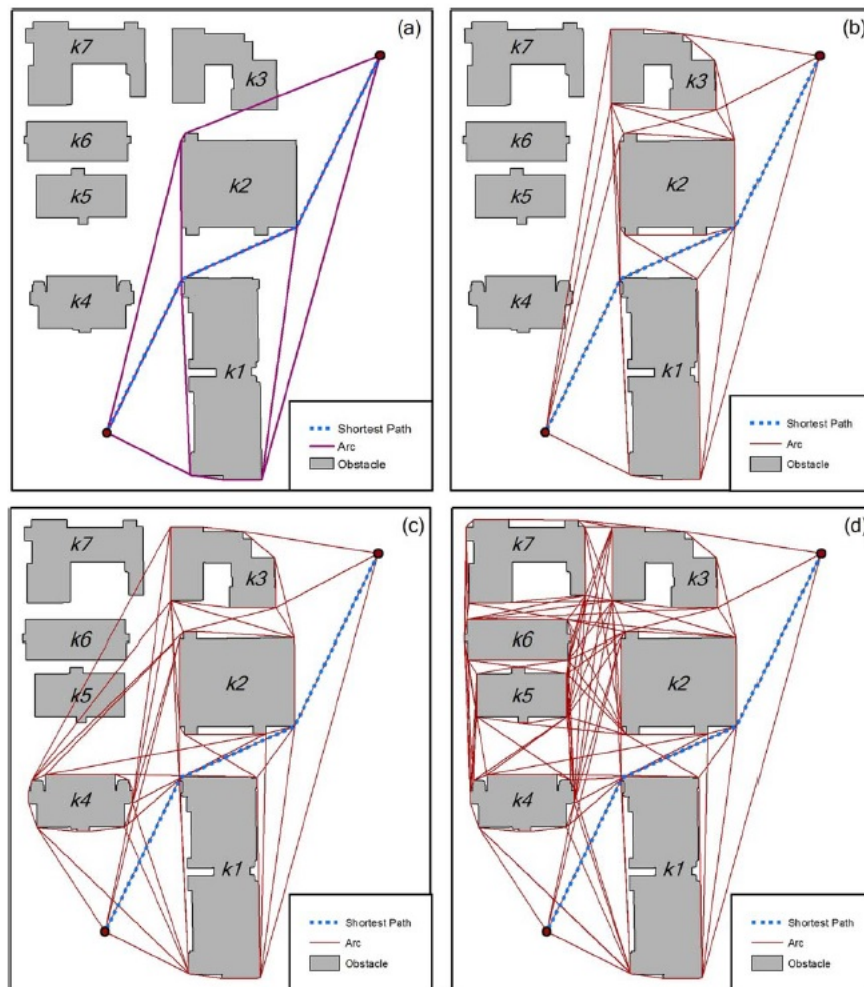 (a)
k7
k3
k6
k2
k5
k4
k1
Shortest Path
Arc
Obstacle
(b)
k7
k3
k6
k2
k5
k4
k1
Shortest Path
Arc
Obstacle
(c)
k7
k3
k6
k2
k5
k4
k1
Shortest Path
Arc
Obstacle
(d)
k7
k3
k6
k2
k5
k4
k1
Shortest Path
Arc
Obstacle